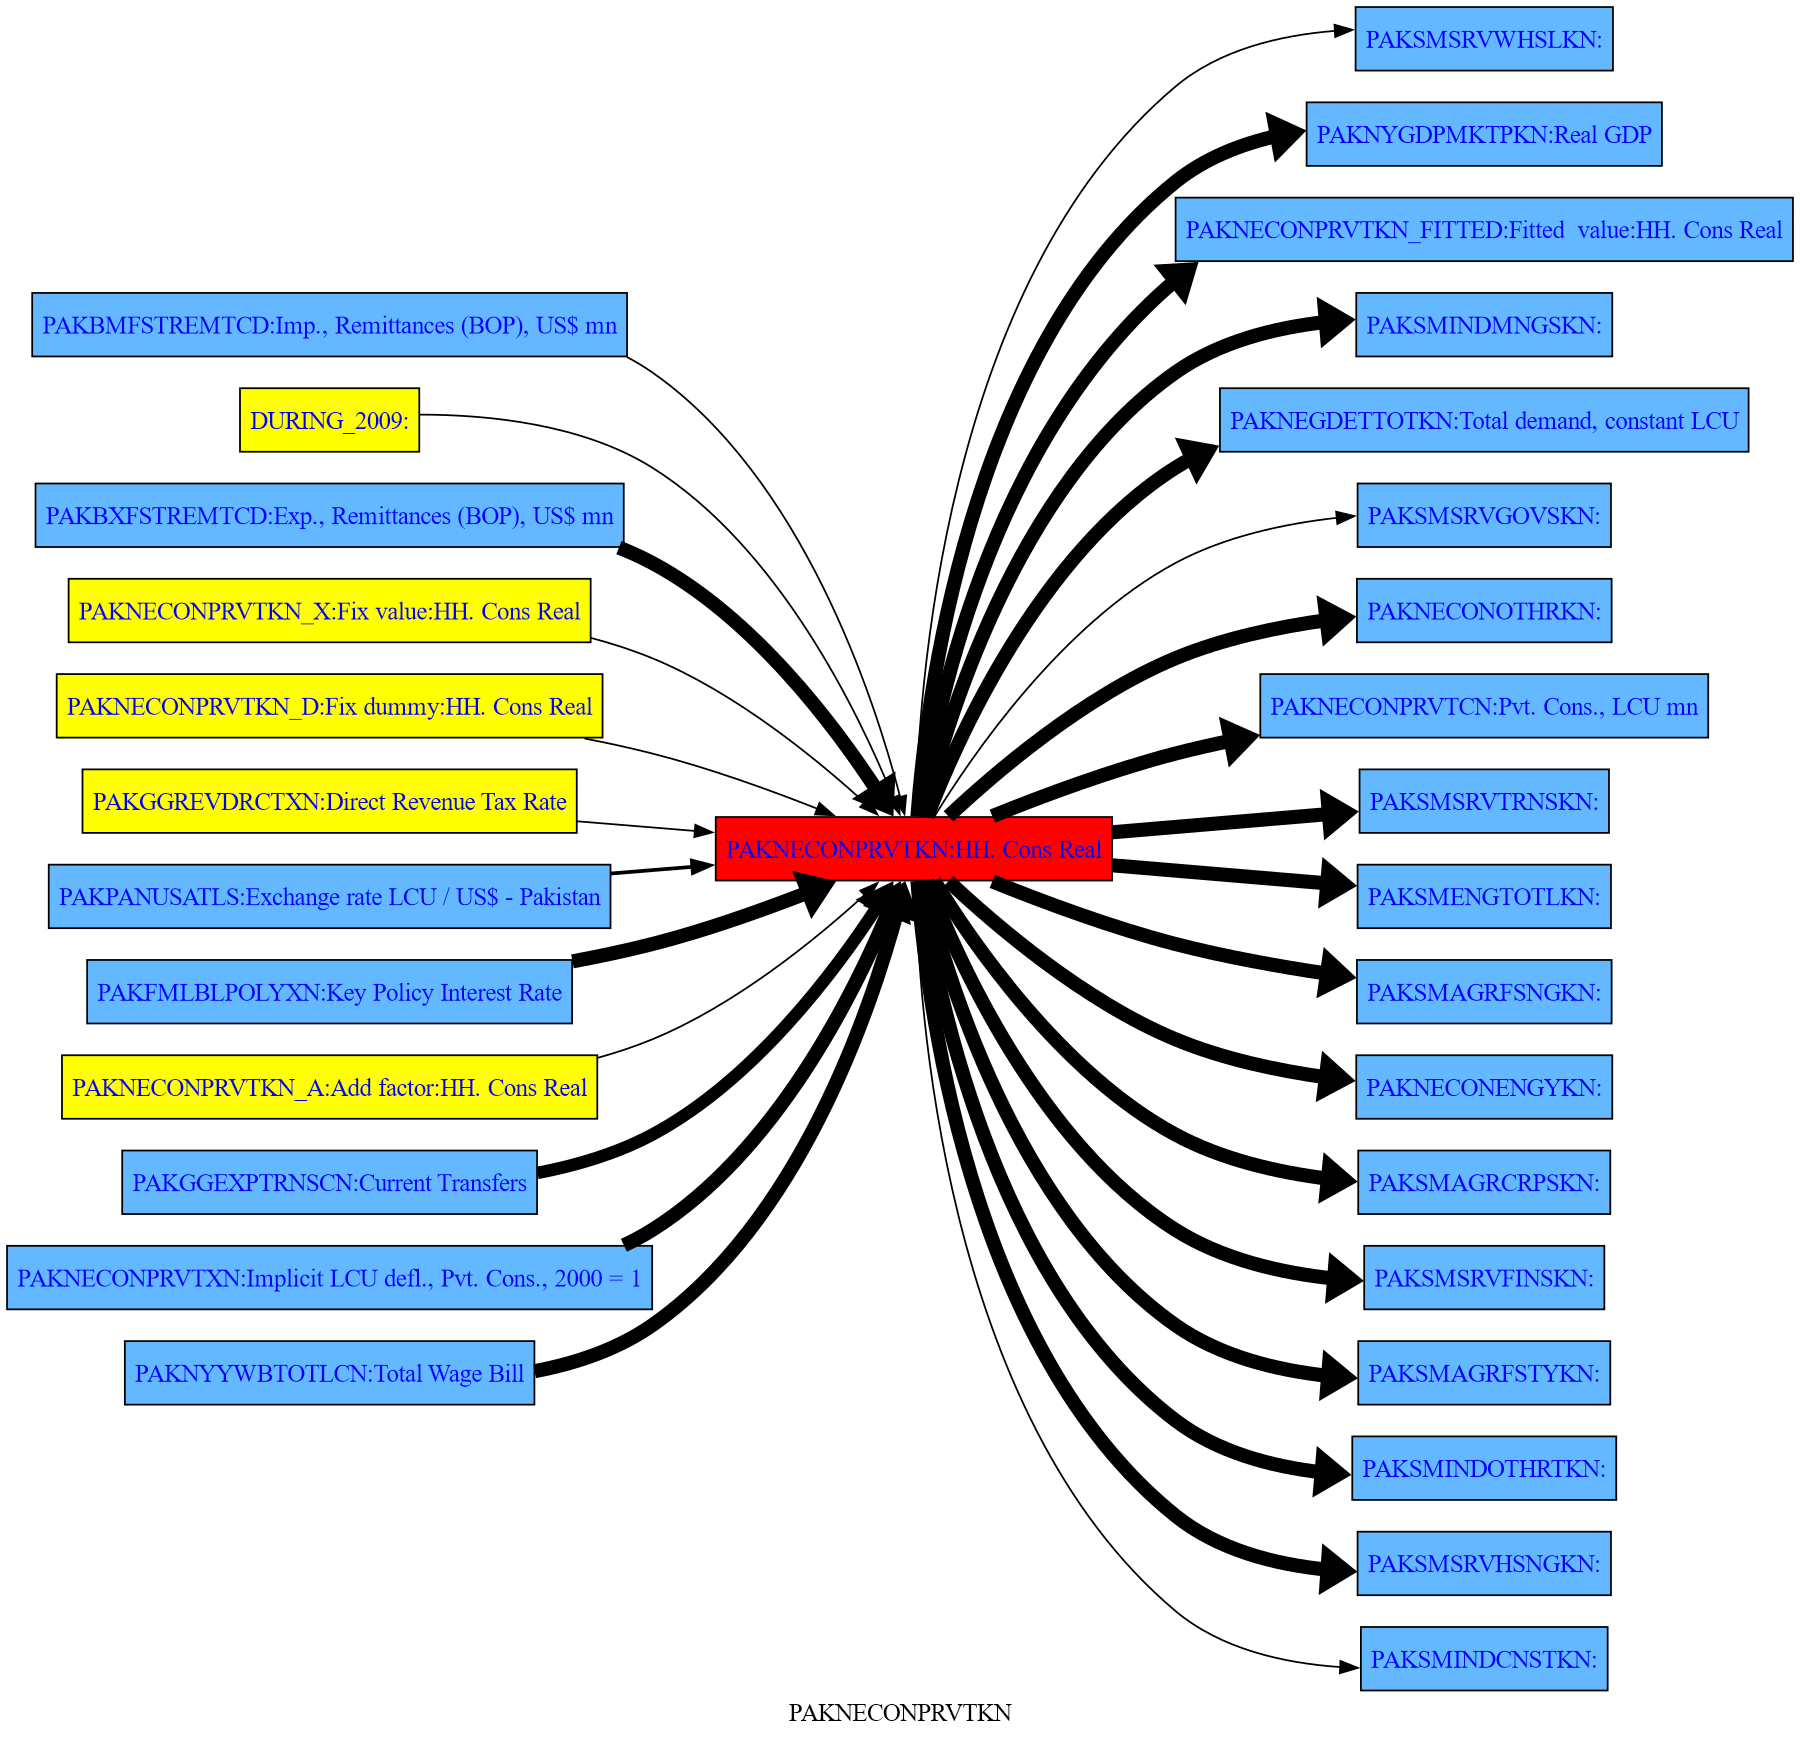 PAKBMFSTREMTCD:Imp., Remittances (BOP), US$ mn
DURING_2009:
PAKBXFSTREMTCD:Exp., Remittances (BOP), US$ mn
PAKNECONPRVTKN_X:Fix value:HH. Cons Real
PAKNECONPRVTKN_D:Fix dummy:HH. Cons Real
PAKGGREVDRCTXN:Direct Revenue Tax Rate
PAKPANUSATLS:Exchange rate LCU / US$ - Pakistan
PAKFMLBLPOLYXN:Key Policy Interest Rate
PAKNECONPRVTKN_A:Add factor:HH. Cons Real
PAKGGEXPTRNSCN:Current Transfers
PAKNECONPRVTXN:Implicit LCU defl., Pvt. Cons., 2000 = 1
PAKNYYWBTOTLCN:Total Wage Bill
PAKNECONPRVTKN:HH. Cons Real
PAKSMSRVWHSLKN:
PAKNYGDPMKTPKN:Real GDP
PAKNECONPRVTKN_FITTED:Fitted  value:HH. Cons Real
PAKSMINDMNGSKN:
PAKNEGDETTOTKN:Total demand, constant LCU
PAKSMSRVGOVSKN:
PAKNECONOTHRKN:
PAKNECONPRVTCN:Pvt. Cons., LCU mn
PAKSMSRVTRNSKN:
PAKSMENGTOTLKN:
PAKSMAGRFSNGKN:
PAKNECONENGYKN:
PAKSMAGRCRPSKN:
PAKSMSRVFINSKN:
PAKSMAGRFSTYKN:
PAKSMINDOTHRTKN:
PAKSMSRVHSNGKN:
PAKSMINDCNSTKN:
PAKNECONPRVTKN